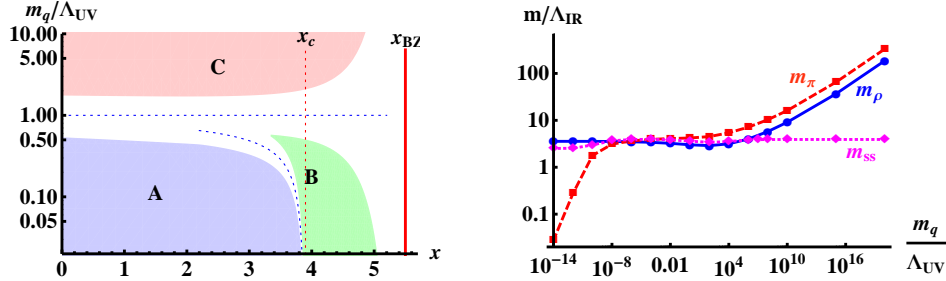 m_q/Λ_UV
10.00
5.00
1.00
0.50
0.10
0.05
0
1
2
3
4
5
x
x_c
x_BZ
C
A
B
m/Λ_IR
100
10
1
0.1
10^-14
10^-8
0.01
10^4
10^10
10^16
m_q
Λ_UV
m_π
m_ρ
m_ss